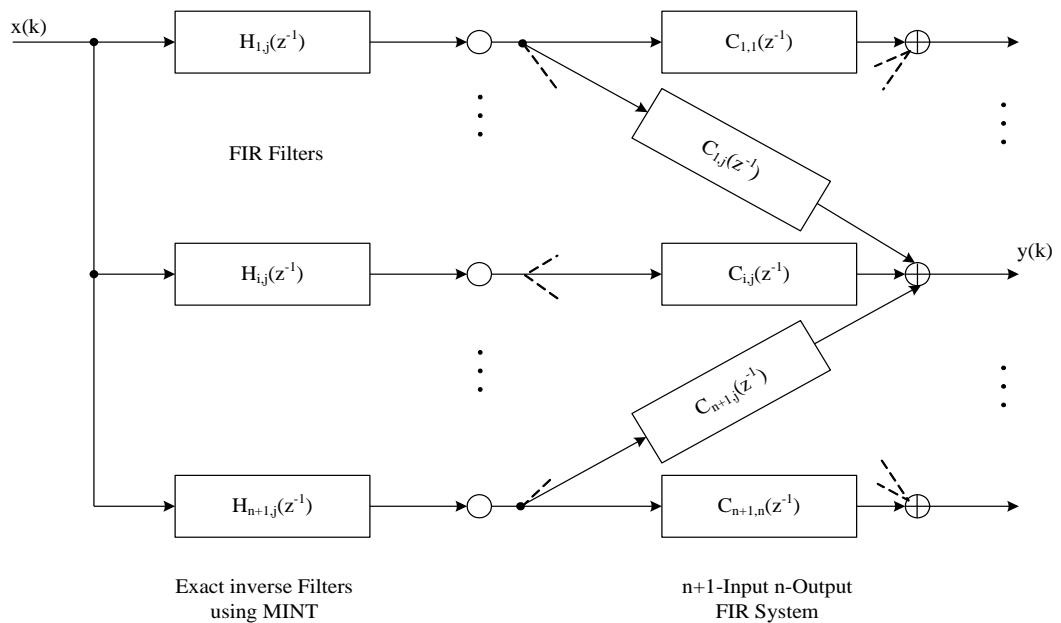 x(k)
H₁,ⱼ(z⁻¹)
C₁,₁(z⁻¹)
FIR Filters
C₁,ⱼ(z⁻¹)
Hᵢ,ⱼ(z⁻¹)
Cᵢ,ⱼ(z⁻¹)
y(k)
Cₙ₊₁,ⱼ(z⁻¹)
Hₙ₊₁,ⱼ(z⁻¹)
Cₙ₊₁,ₙ(z⁻¹)
Exact inverse Filters
using MINT
n+1-Input n-Output
FIR System